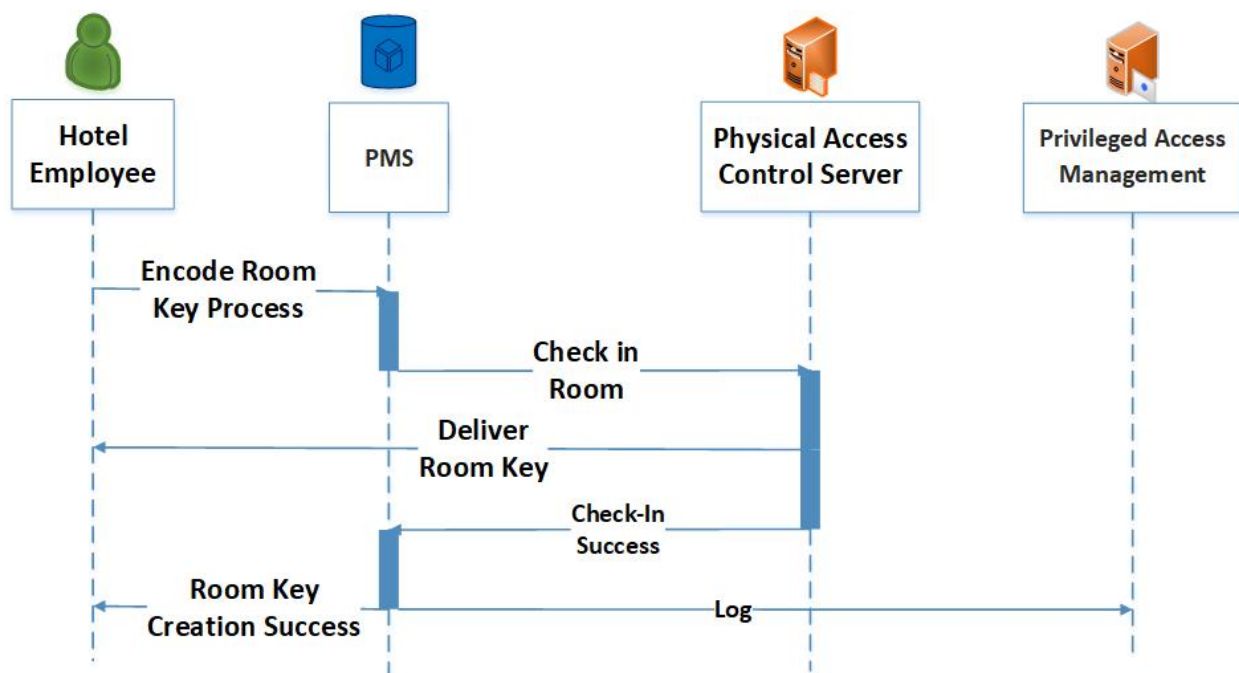 Hotel
Employee
PMS
Physical Access
Control Server
Privileged Access
Management
Encode Room
Key Process
Check in
Room
Deliver
Room Key
Check-In
Success
Room Key
Creation Success
Log